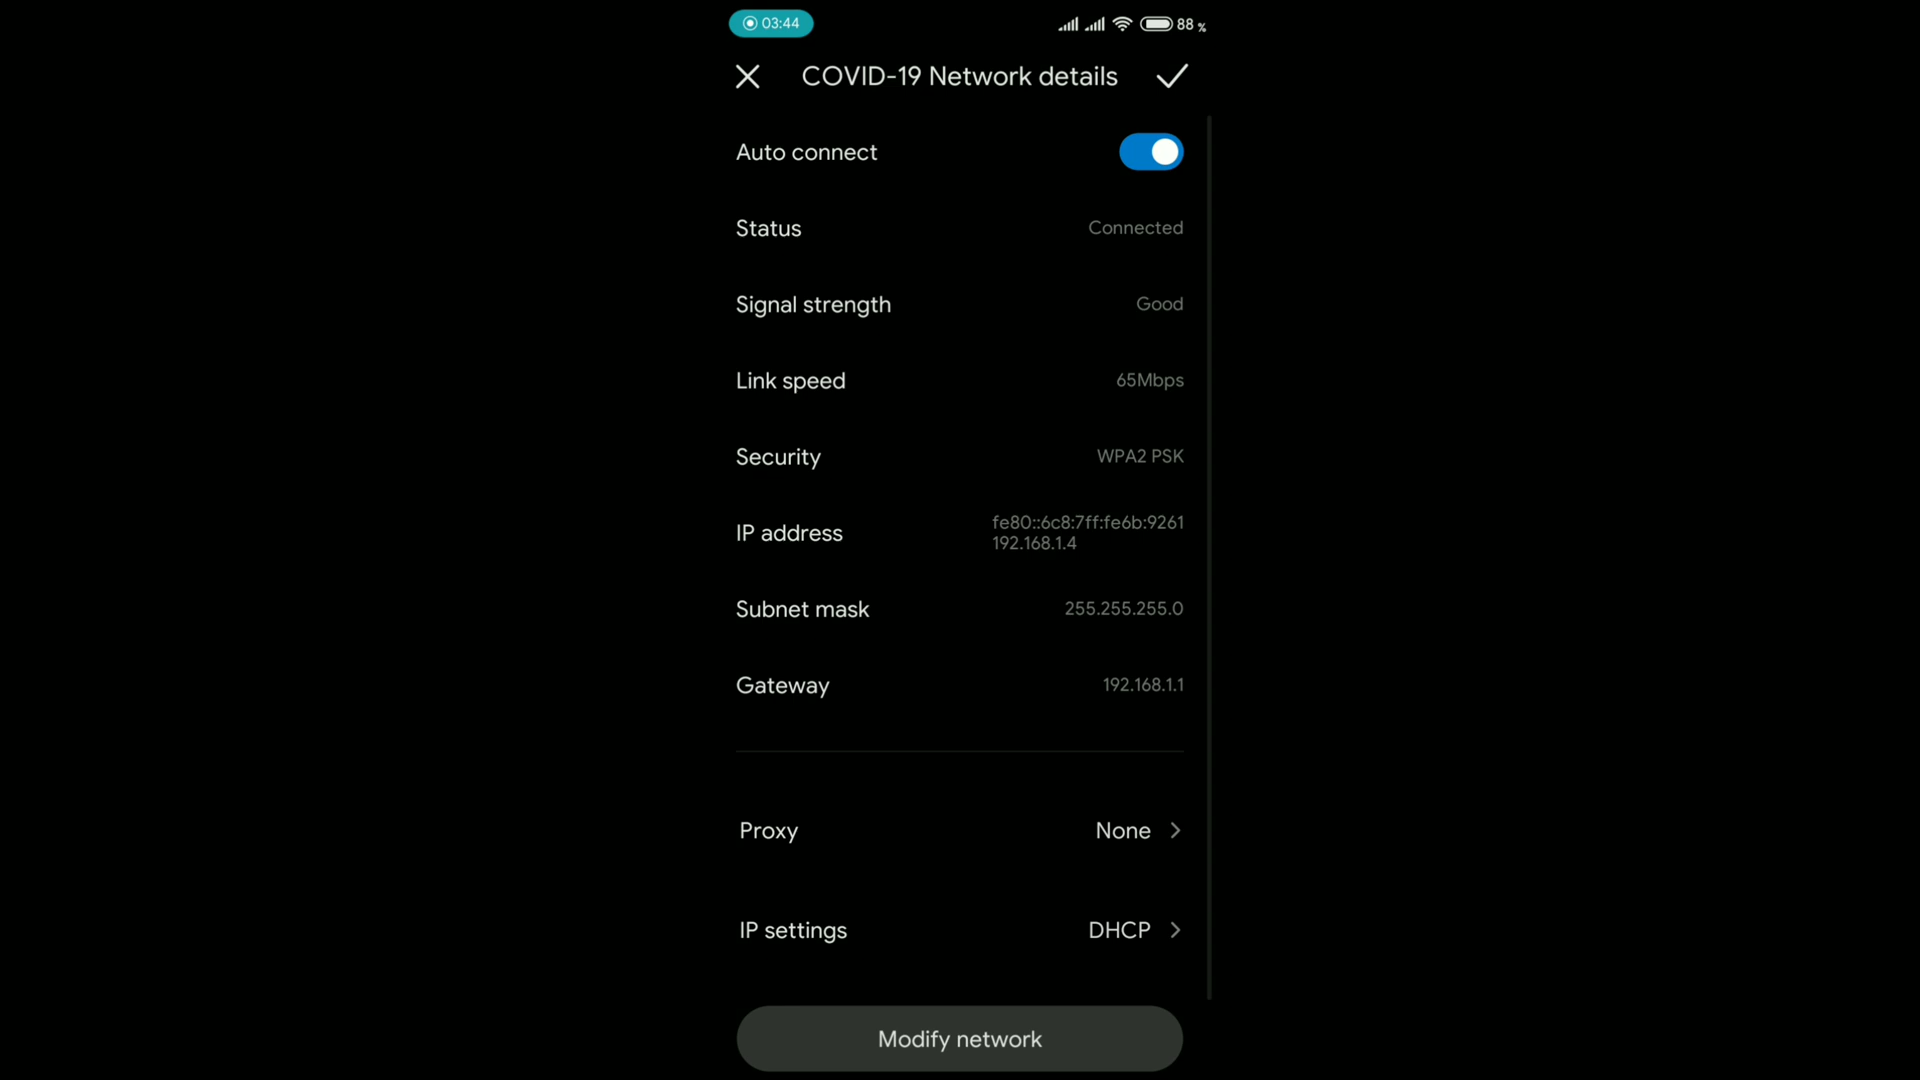 03:44
88 %
COVID-19 Network details
Auto connect
Status Connected
Signal strength Good
Link speed 65Mbps
Security WPA2 PSK
IP address fe80::6c8:7ff:fe6b:9261
192.168.1.4
Subnet mask 255.255.255.0
Gateway 192.168.1.1
Proxy None
IP settings DHCP
Modify network